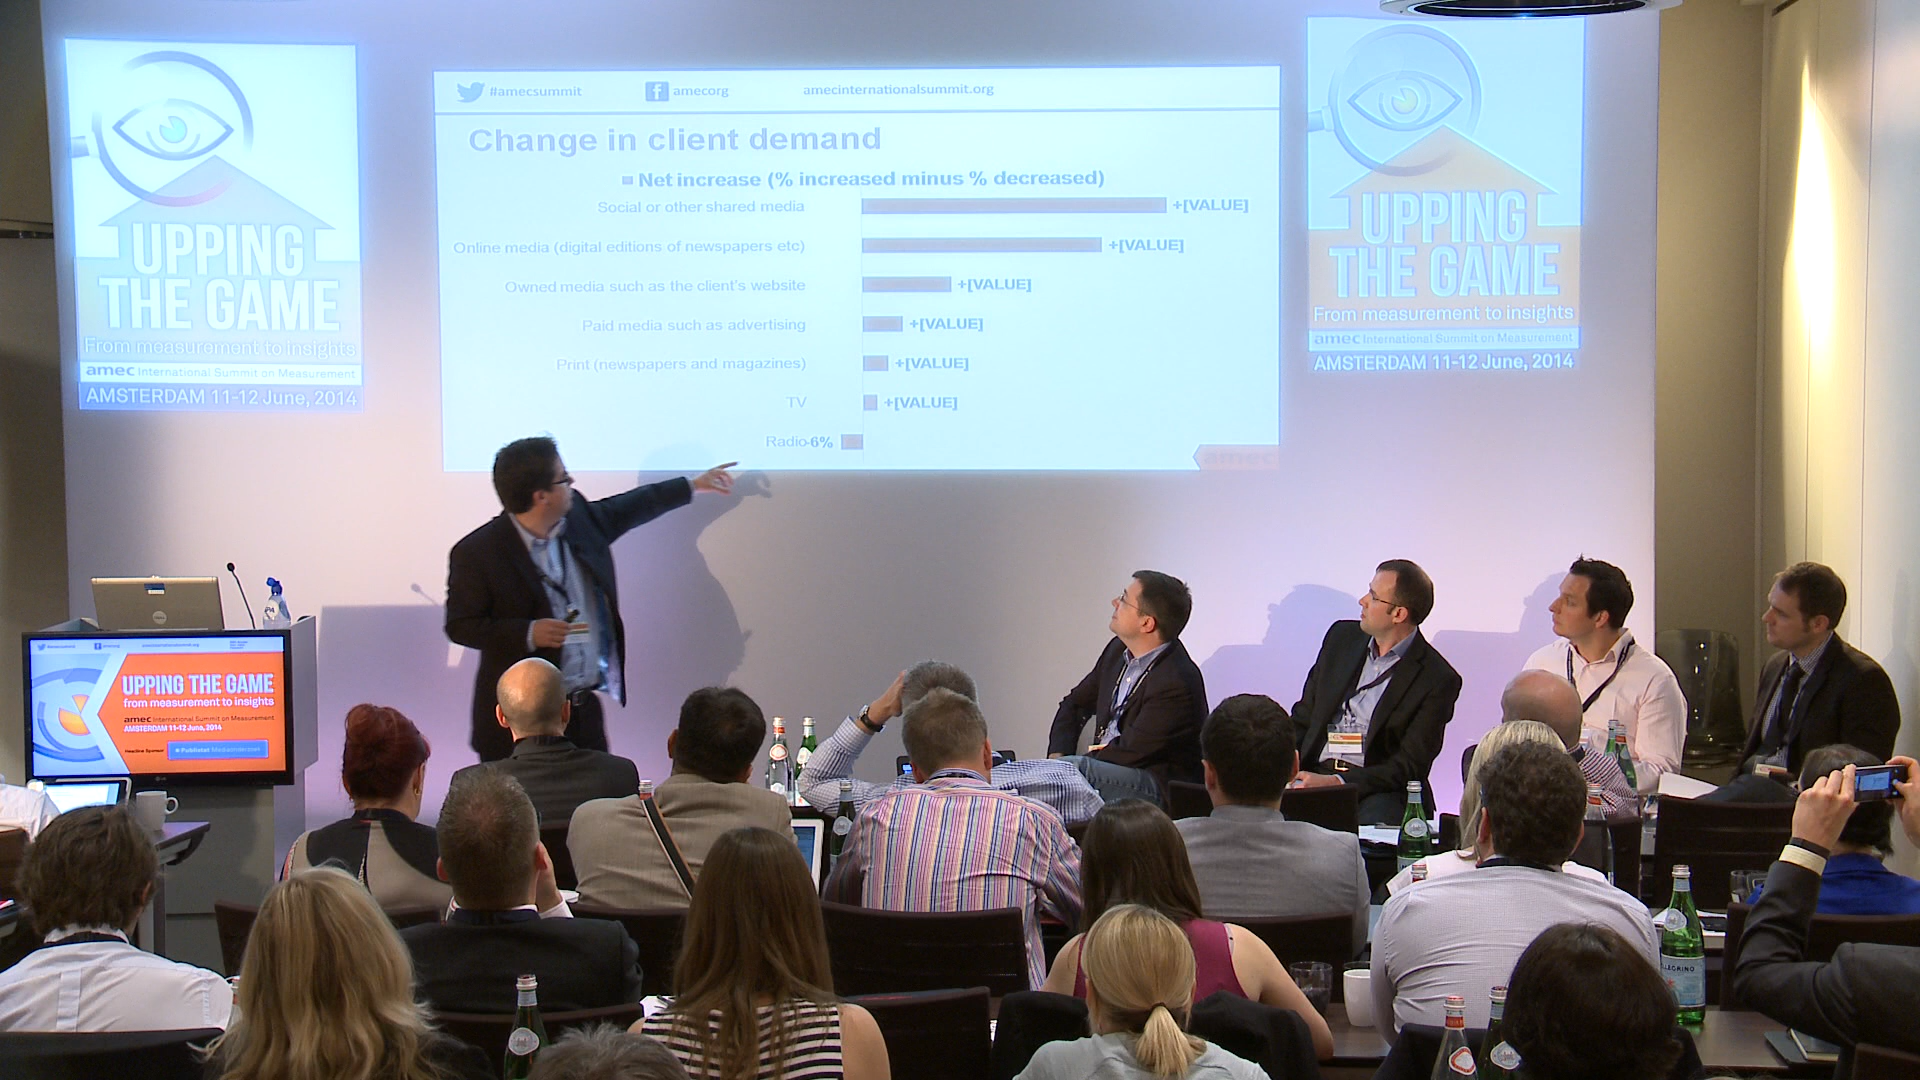 UPPING
THE GAME
From measurement to insights
amec International Summit on Measurement
AMSTERDAM 11-12 June, 2014
#amecsummit
f amecorg
amecinternationalsummit.org
Change in client demand
Net increase (% increased minus % decreased)
Social or other shared media +[VALUE]
Online media (digital editions of newspapers etc) +[VALUE]
Owned media such as the client's website +[VALUE]
Paid media such as advertising +[VALUE]
Print (newspapers and magazines) +[VALUE]
TV +[VALUE]
Radio -6%
amec
UPPING
THE GAME
From measurement to insights
amec International Summit on Measurement
AMSTERDAM 11-12 June, 2014
UPPING THE GAME
from measurement to insights
amec International Summit on Measurement
AMSTERDAM 11-12 June, 2014
Headline Sponsor
Publistat Mediaonderzoek